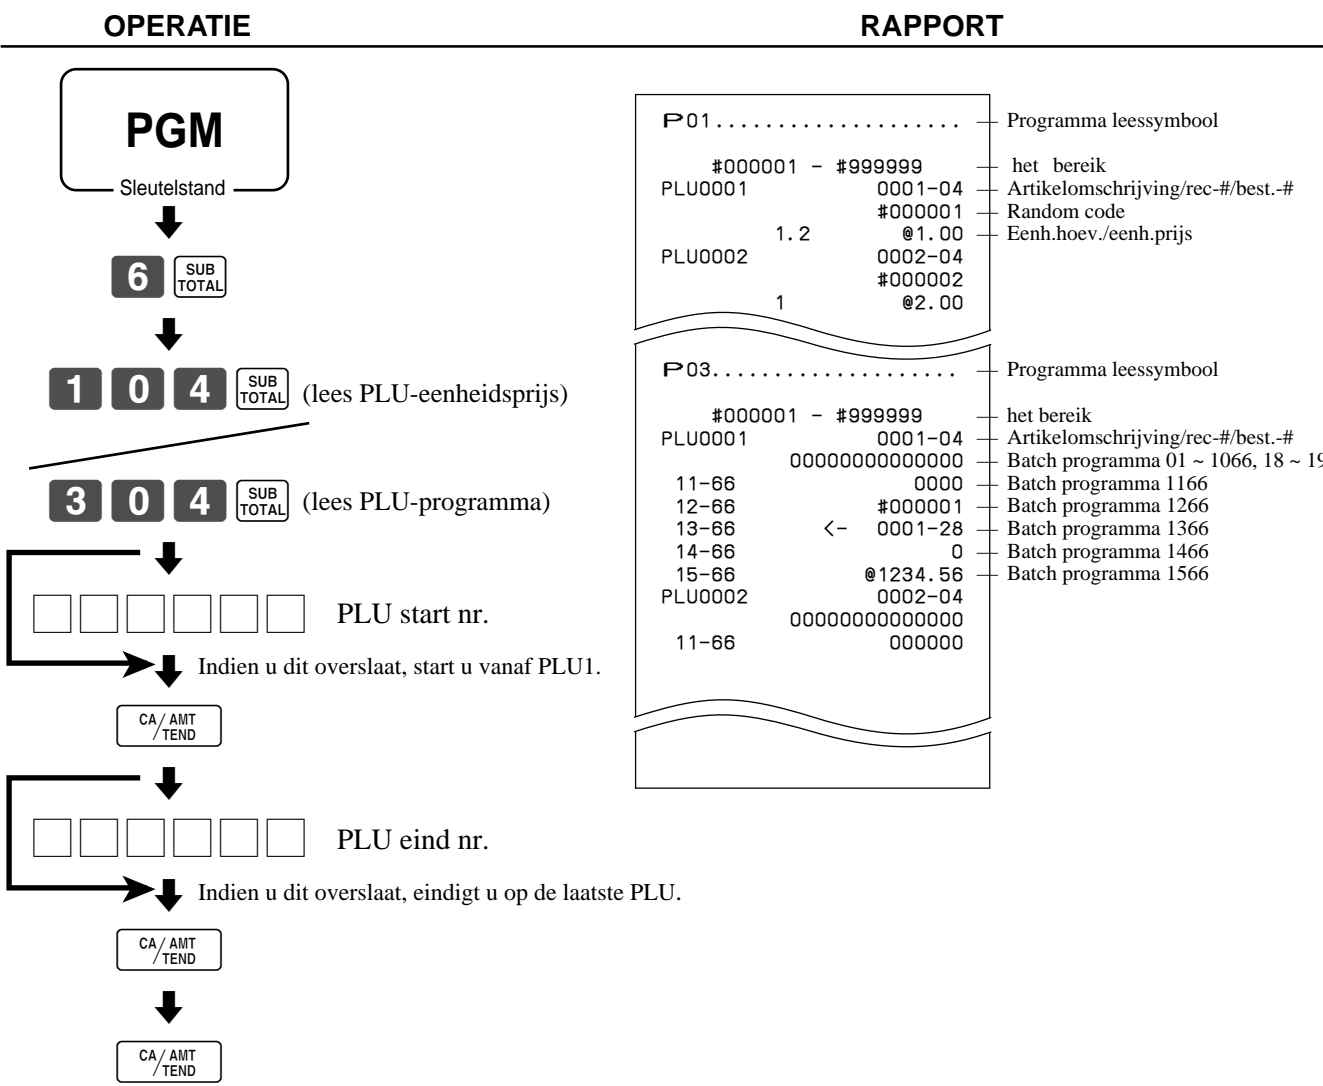 OPERATIE
PGM
Sleutelstand
6 SUB TOTAL
1 0 4 SUB TOTAL (lees PLU-eenheidsprijs)
3 0 4 SUB TOTAL (lees PLU-programma)
PLU start nr.
Indien u dit overslaat, start u vanaf PLU1.
CA/AMT TEND
PLU eind nr.
Indien u dit overslaat, eindigt u op de laatste PLU.
CA/AMT TEND
CA/AMT TEND
RAPPORT
P01.................... — Programma leessymbool
#000001 - #999999 — het bereik
PLU0001 0001-04 — Artikelomschrijving/rec-#/best.-#
#000001 — Random code
1.2 @1.00 — Eenh.hoev./eenh.prijs
PLU0002 0002-04
#000002
1 @2.00
P03.................... — Programma leessymbool
#000001 - #999999 — het bereik
PLU0001 0001-04 — Artikelomschrijving/rec-#/best.-#
00000000000000 — Batch programma 01 ~ 1066, 18 ~ 19
11-66 0000 — Batch programma 1166
12-66 #000001 — Batch programma 1266
13-66 <- 0001-28 — Batch programma 1366
14-66 0 — Batch programma 1466
15-66 @1234.56 — Batch programma 1566
PLU0002 0002-04
00000000000000
11-66 000000